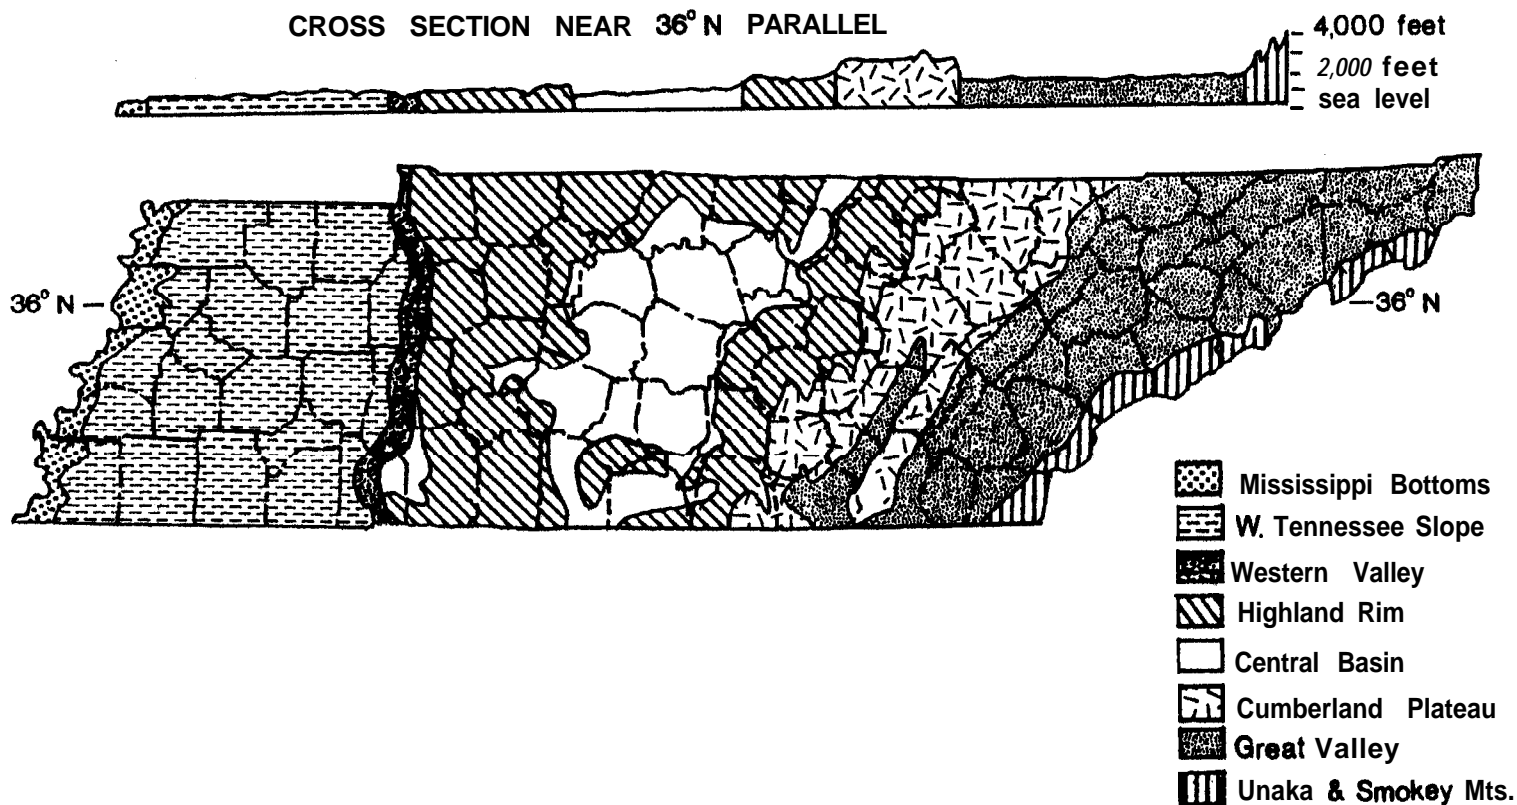 CROSS SECTION NEAR 36° N PARALLEL
4,000 feet
2,000 feet
sea level
36° N
36° N
Mississippi Bottoms
W. Tennessee Slope
Western Valley
Highland Rim
Central Basin
Cumberland Plateau
Great Valley
Unaka & Smokey Mts.